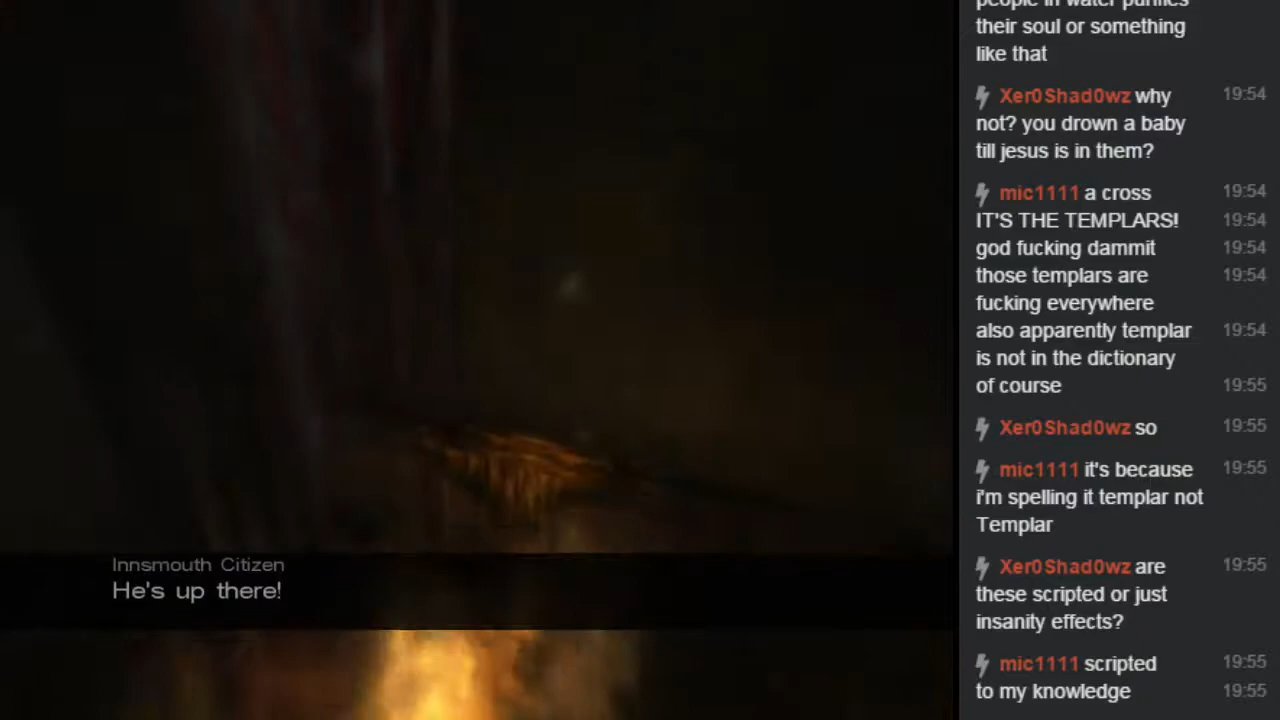 people in water purifies
their soul or something
like that
Xer0Shad0wz why 19:54
not? you drown a baby
till jesus is in them?
mic1111 a cross 19:54
IT'S THE TEMPLARS! 19:54
god fucking dammit 19:54
those templars are 19:54
fucking everywhere
also apparently templar 19:54
is not in the dictionary
of course 19:55
Xer0Shad0wz so 19:55
mic1111 it's because 19:55
i'm spelling it templar not
Templar
Xer0Shad0wz are 19:55
these scripted or just
insanity effects?
mic1111 scripted 19:55
to my knowledge 19:55
Innsmouth Citizen
He's up there!